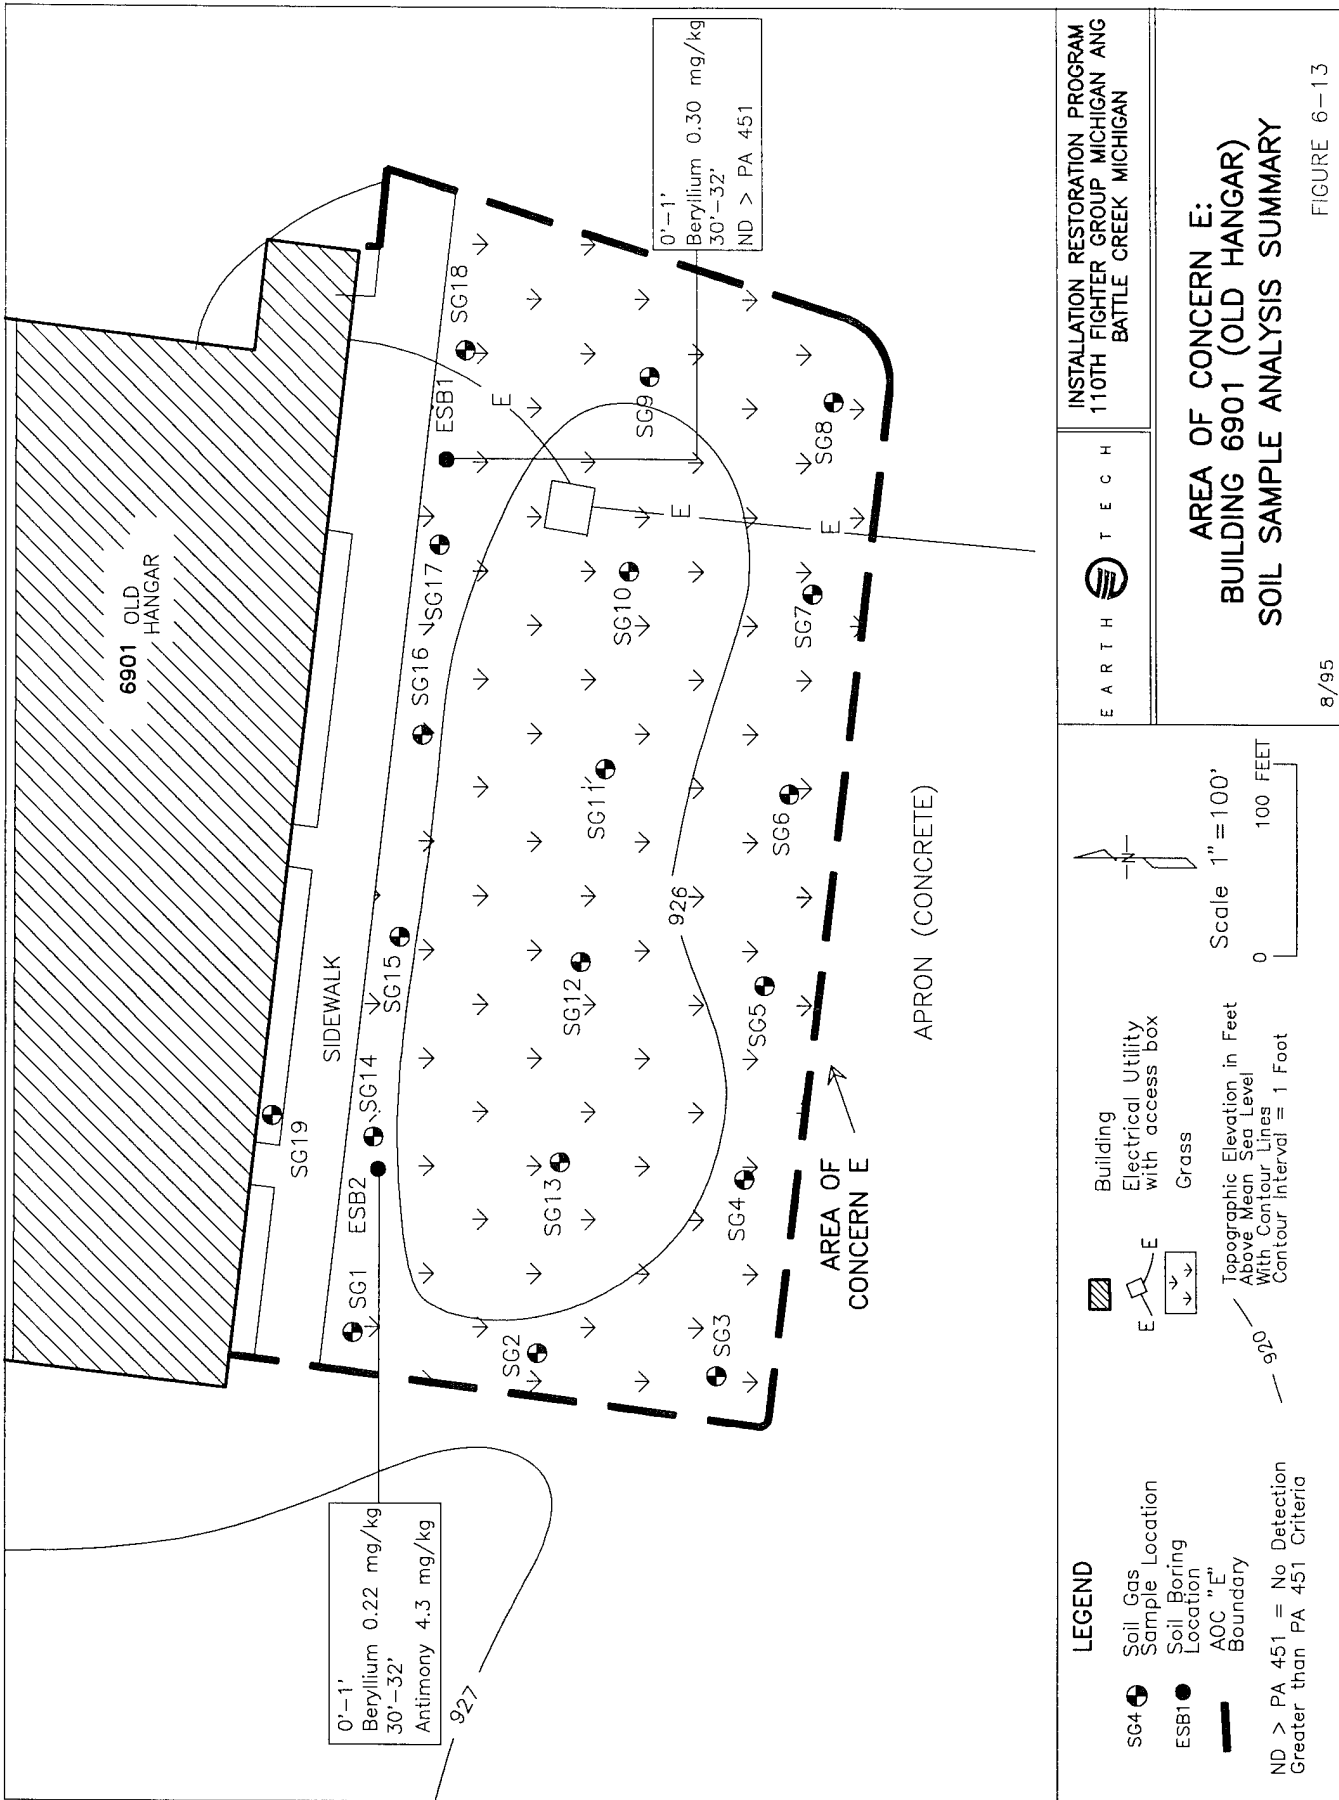 6901
OLD
HANGAR
SIDEWALK
SG19
SG1
ESB2
SG14
SG15
SG16
SG17
ESB1
SG18
SG2
SG13
SG12
SG11
SG10
SG9
SG3
SG4
SG5
SG6
SG7
SG8
E
E
E
926
927
0'-1'
Beryllium 0.22 mg/kg
30'-32'
Antimony 4.3 mg/kg
0'-1'
Beryllium 0.30 mg/kg
30'-32'
ND > PA 451
AREA OF
CONCERN E
APRON (CONCRETE)
LEGEND
SG4
Soil Gas
Sample Location
ESB1
Soil Boring
Location
AOC "E"
Boundary
ND > PA 451 = No Detection
Greater than PA 451 Criteria
Building
E
E
Electrical Utility
with access box
Grass
920
Topographic Elevation in Feet
Above Mean Sea Level
With Contour Lines
Contour Interval = 1 Foot
N
Scale 1"=100'
0
100 FEET
EARTH TECH
INSTALLATION RESTORATION PROGRAM
110TH FIGHTER GROUP MICHIGAN ANG
BATTLE CREEK MICHIGAN
AREA OF CONCERN E:
BUILDING 6901 (OLD HANGAR)
SOIL SAMPLE ANALYSIS SUMMARY
8/95
FIGURE 6-13